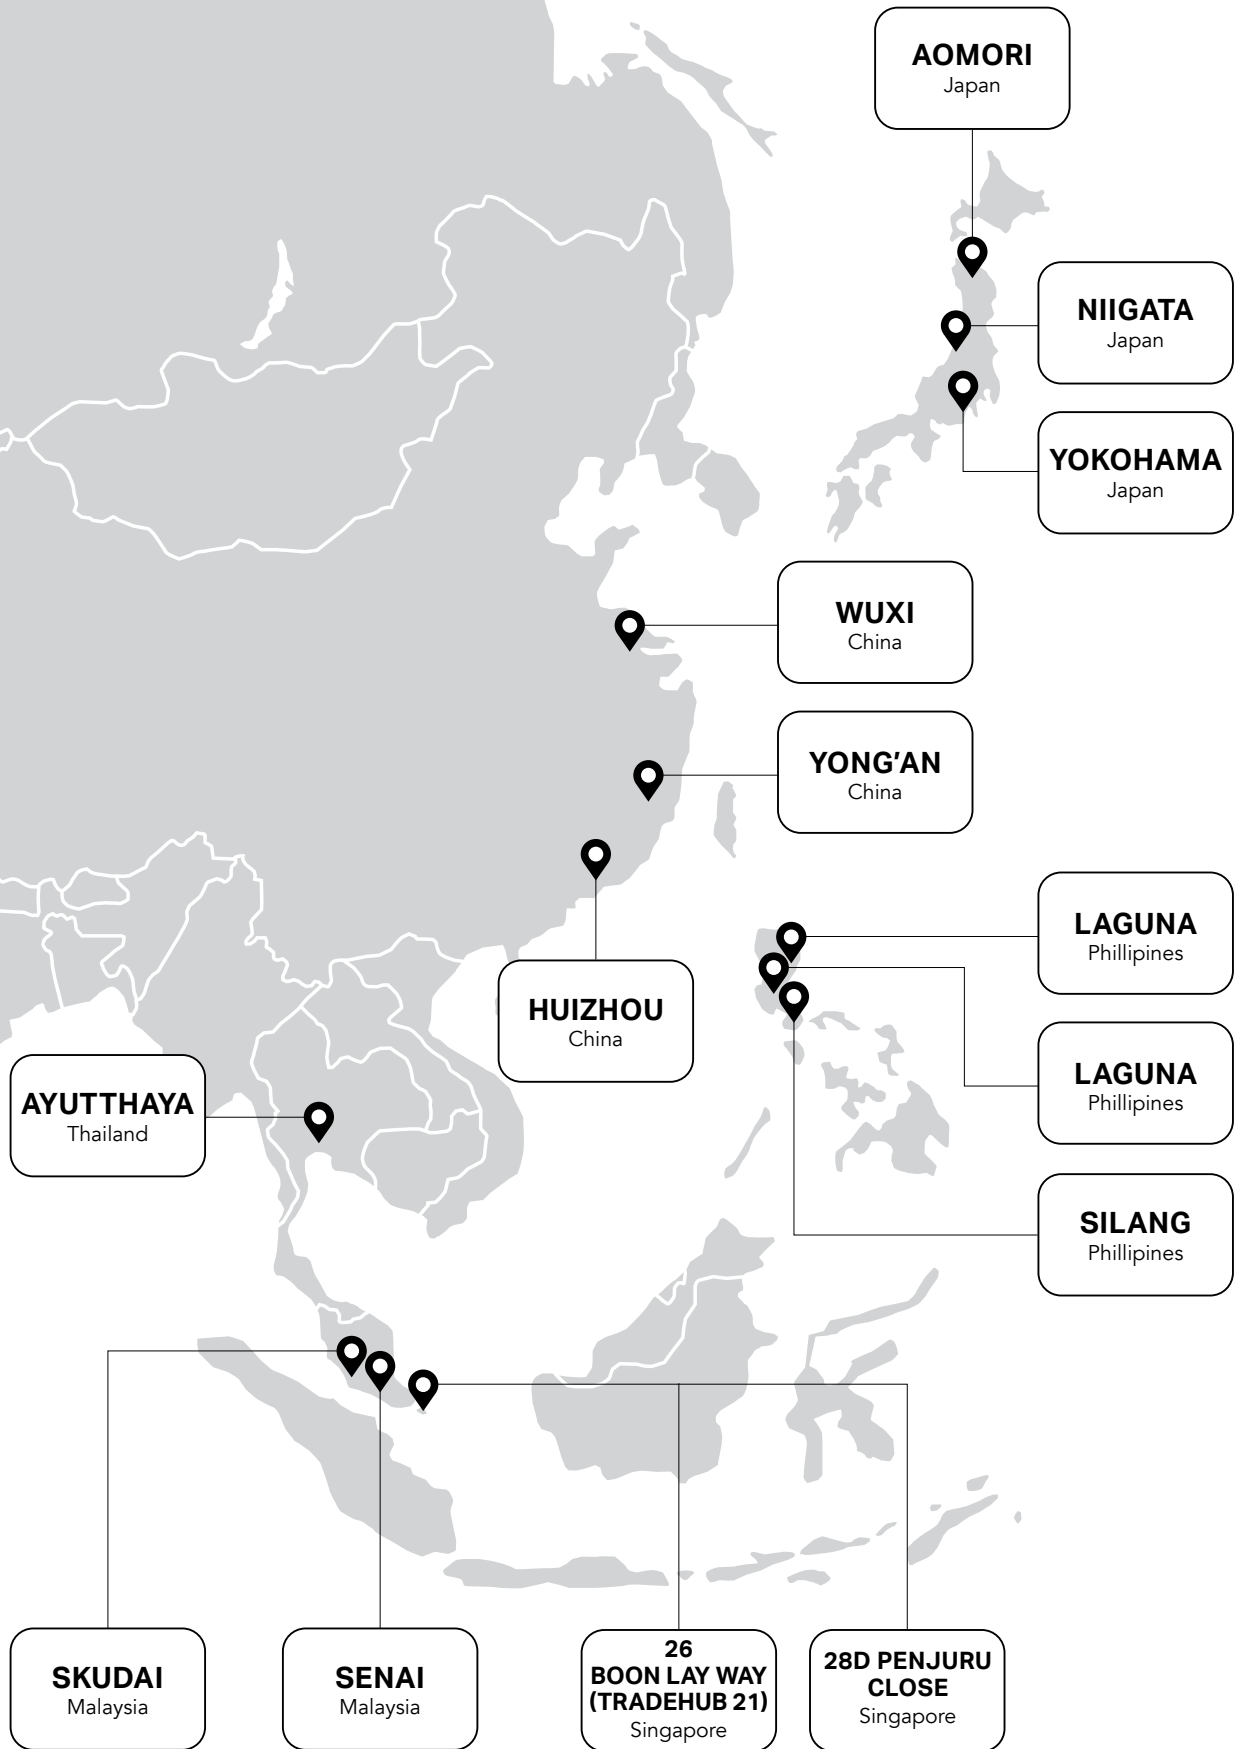 AOMORI
Japan
NIIGATA
Japan
YOKOHAMA
Japan
WUXI
China
YONG’AN
China
LAGUNA
Phillipines
HUIZHOU
China
LAGUNA
Phillipines
AYUTTHAYA
Thailand
SILANG
Phillipines
SKUDAI
Malaysia
SENAI
Malaysia
26
BOON LAY WAY
(TRADEHUB 21)
Singapore
28D PENJURU
CLOSE
Singapore